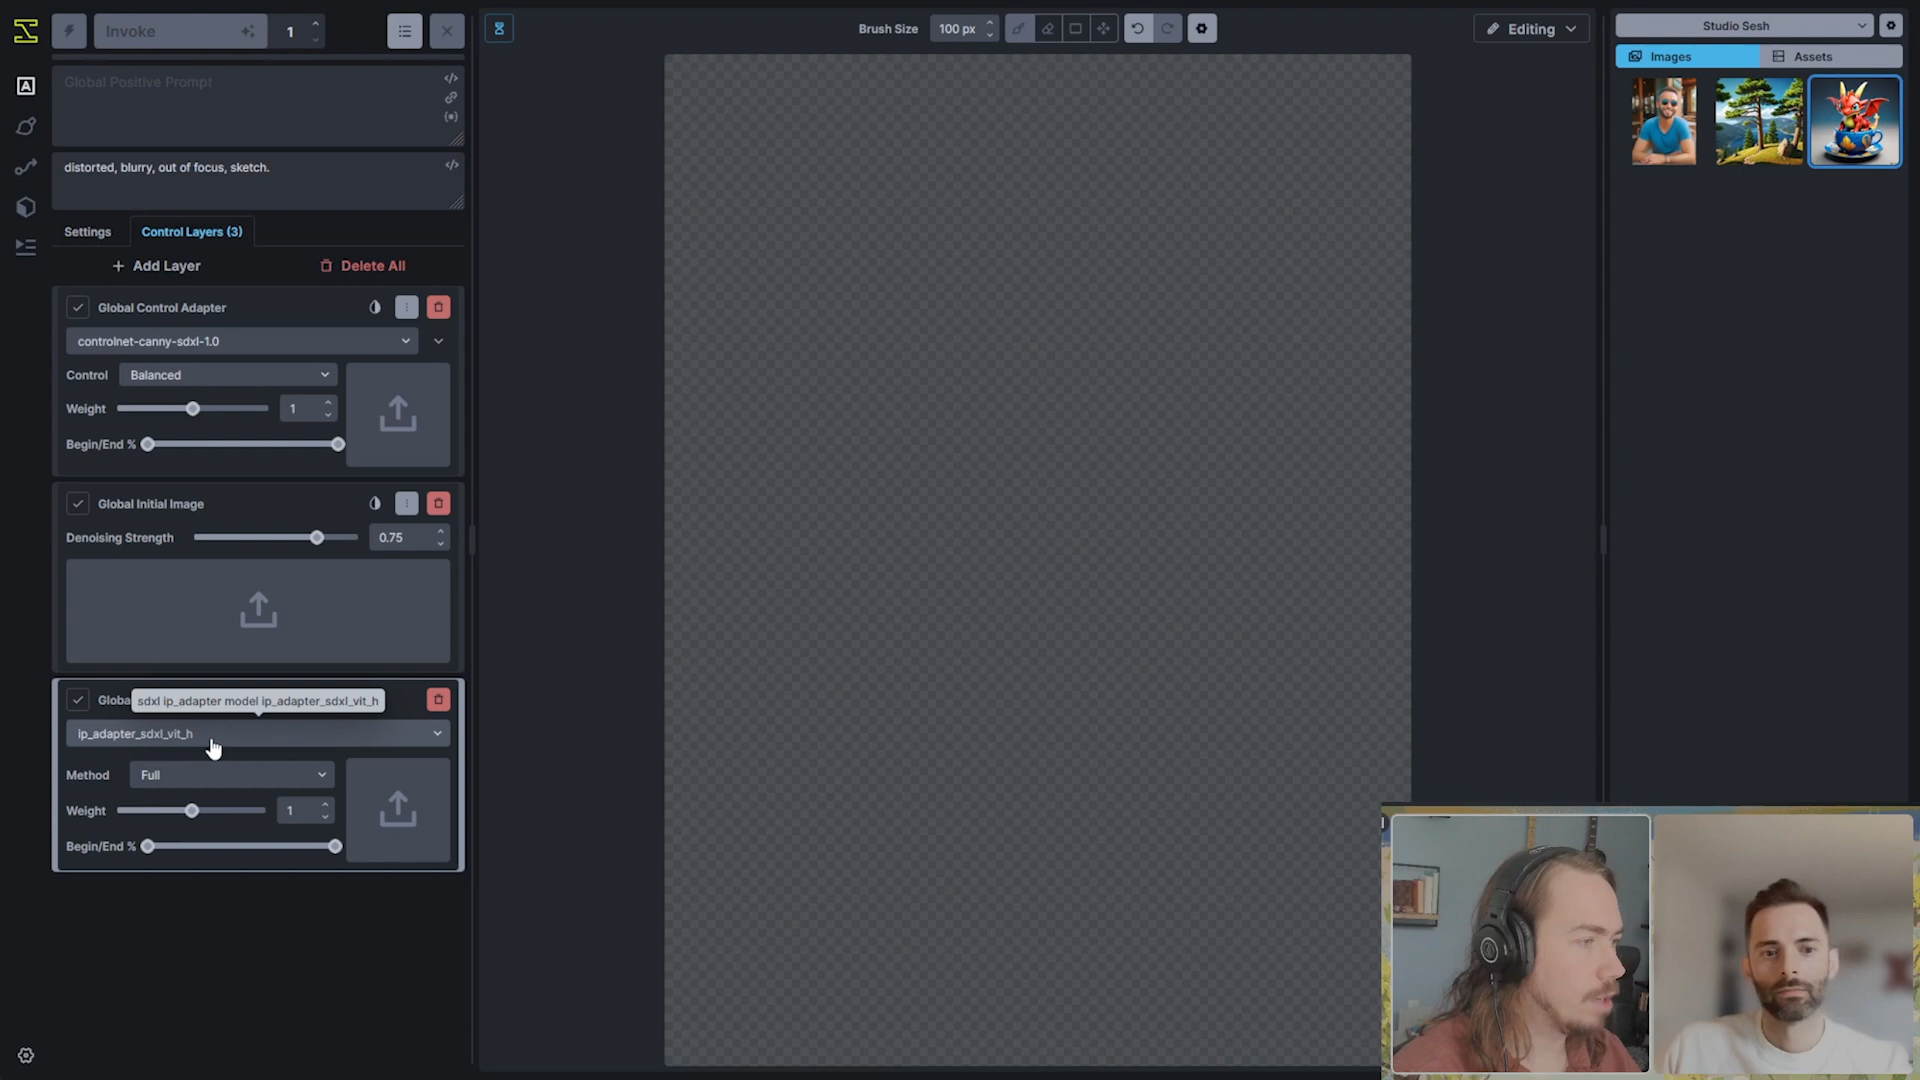 Invoke
1
Brush Size
100 px
Editing
Studio Sesh
Images
Assets
Global Positive Prompt
distorted, blurry, out of focus, sketch.
Settings
Control Layers (3)
+ Add Layer
Delete All
Global Control Adapter
controlnet-canny-sdxl-1.0
Control
Balanced
Weight
1
Begin/End %
Global Initial Image
Denoising Strength
0.75
Globa
sdxl ip_adapter model ip_adapter_sdxl_vit_h
ip_adapter_sdxl_vit_h
Method
Full
Weight
1
Begin/End %